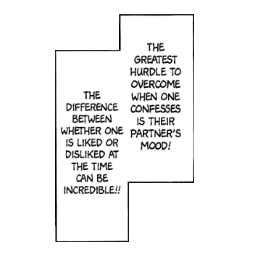 THE
GREATEST
HURDLE TO
OVERCOME
WHEN ONE
CONFESSES
IS THEIR
PARTNER'S
MOOD!
THE
DIFFERENCE
BETWEEN
WHETHER ONE
IS LIKED OR
DISLIKED AT
THE TIME
CAN BE
INCREDIBLE!!